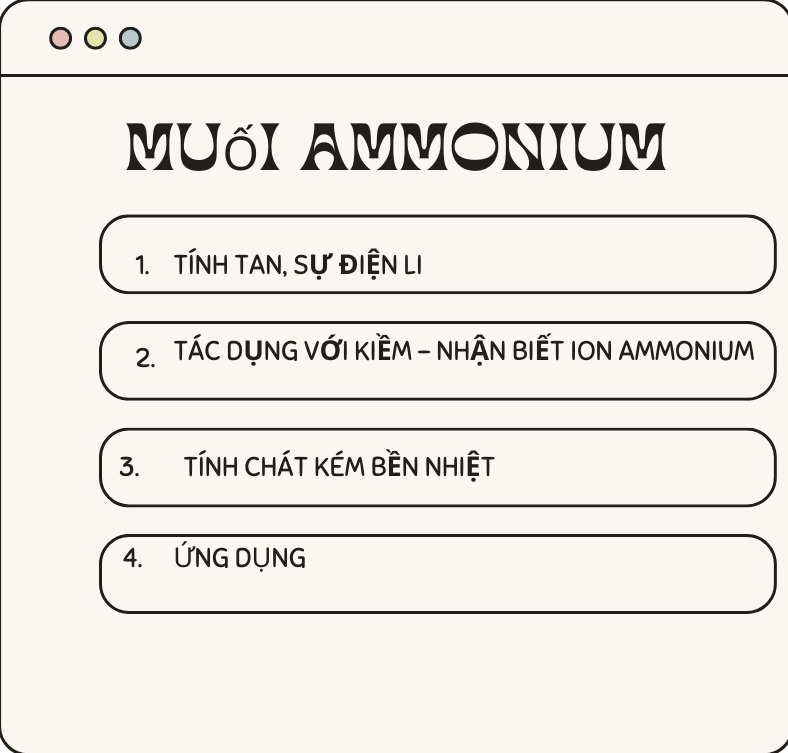 MUỐI AMMONIUM
1. TÍNH TAN, SỰ ĐIỆN LI
2. TÁC DỤNG VỚI KIỀM – NHẬN BIẾT ION AMMONIUM
3. TÍNH CHÁT KÉM BỀN NHIỆT
4. ỨNG DỤNG